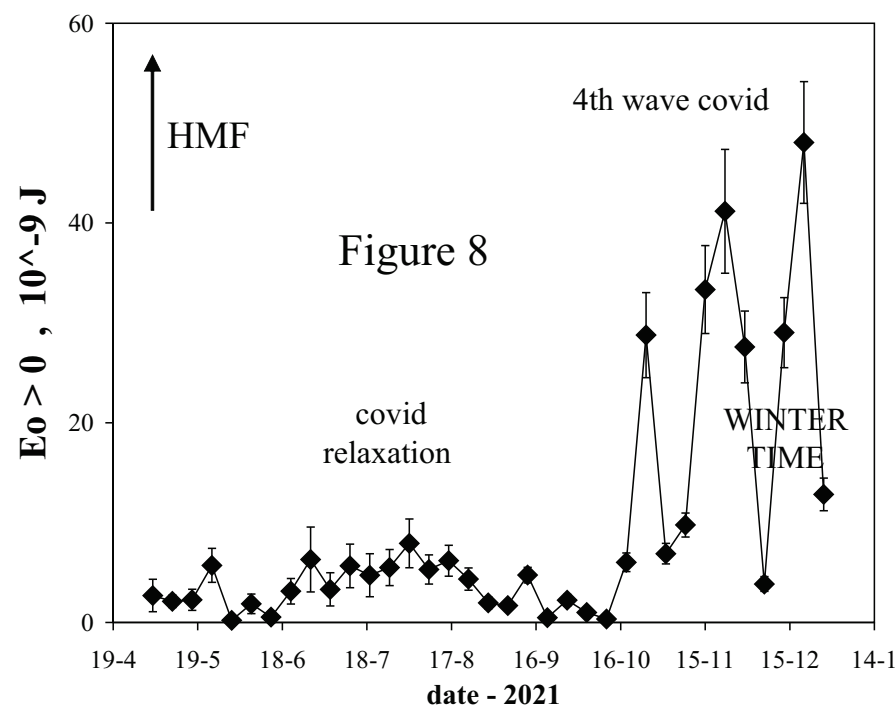 60
4th wave covid
HMF
40
Figure 8
Eo > 0 , 10^-9 J
covid
relaxation
20
WINTER
TIME
0
19-4 19-5 18-6 18-7 17-8 16-9 16-10 15-11 15-12 14-1
date - 2021